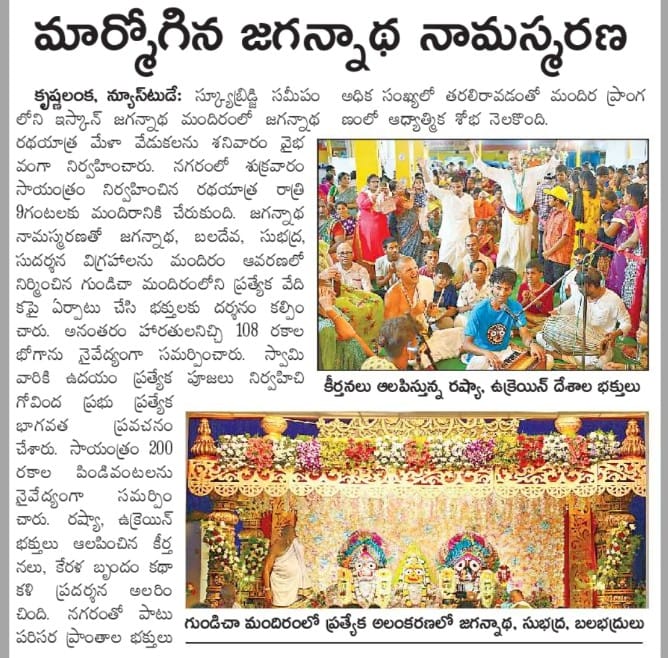 మార్మోగిన జగన్నాథ నామస్మరణ
కృష్ణలంక, న్యూస్‌టుడే: స్క్యూబ్రిడ్జి సమీపం
లోని ఇస్కాన్ జగన్నాథ మందిరంలో జగన్నాథ
రథయాత్ర మేళా వేడుకలను శనివారం వైభ
వంగా నిర్వహించారు. నగరంలో శుక్రవారం
సాయంత్రం నిర్వహించిన రథయాత్ర రాత్రి
9గంటలకు మందిరానికి చేరుకుంది. జగన్నాథ
నామస్మరణతో జగన్నాథ, బలదేవ, సుభద్ర,
సుదర్శన విగ్రహాలను మందిరం ఆవరణలో
నిర్మించిన గుండిచా మందిరంలోని ప్రత్యేక వేది
కపై ఏర్పాటు చేసి భక్తులకు దర్శనం కల్పిం
చారు. అనంతరం హారతులనిచ్చి 108 రకాల
భోగాను నైవేద్యంగా సమర్పించారు. స్వామి
వారికి ఉదయం ప్రత్యేక పూజలు నిర్వహించి
గోవింద ప్రభు ప్రత్యేక
భాగవత ప్రవచనం
చేశారు. సాయంత్రం 200
రకాల పిండివంటలను
నైవేద్యంగా సమర్పిం
చారు. రష్యా, ఉక్రెయిన్
భక్తులు ఆలపించిన కీర్త
నలు, కేరళ బృందం కథా
కళి ప్రదర్శన అలరిం
చింది. నగరంతో పాటు
పరిసర ప్రాంతాల భక్తులు
అధిక సంఖ్యలో తరలిరావడంతో మందిర ప్రాంగ
ణంలో ఆధ్యాత్మిక శోభ నెలకొంది.
కీర్తనలు ఆలపిస్తున్న రష్యా, ఉక్రెయిన్ దేశాల భక్తులు
గుండిచా మందిరంలో ప్రత్యేక అలంకరణలో జగన్నాథ, సుభద్ర, బలభద్రులు